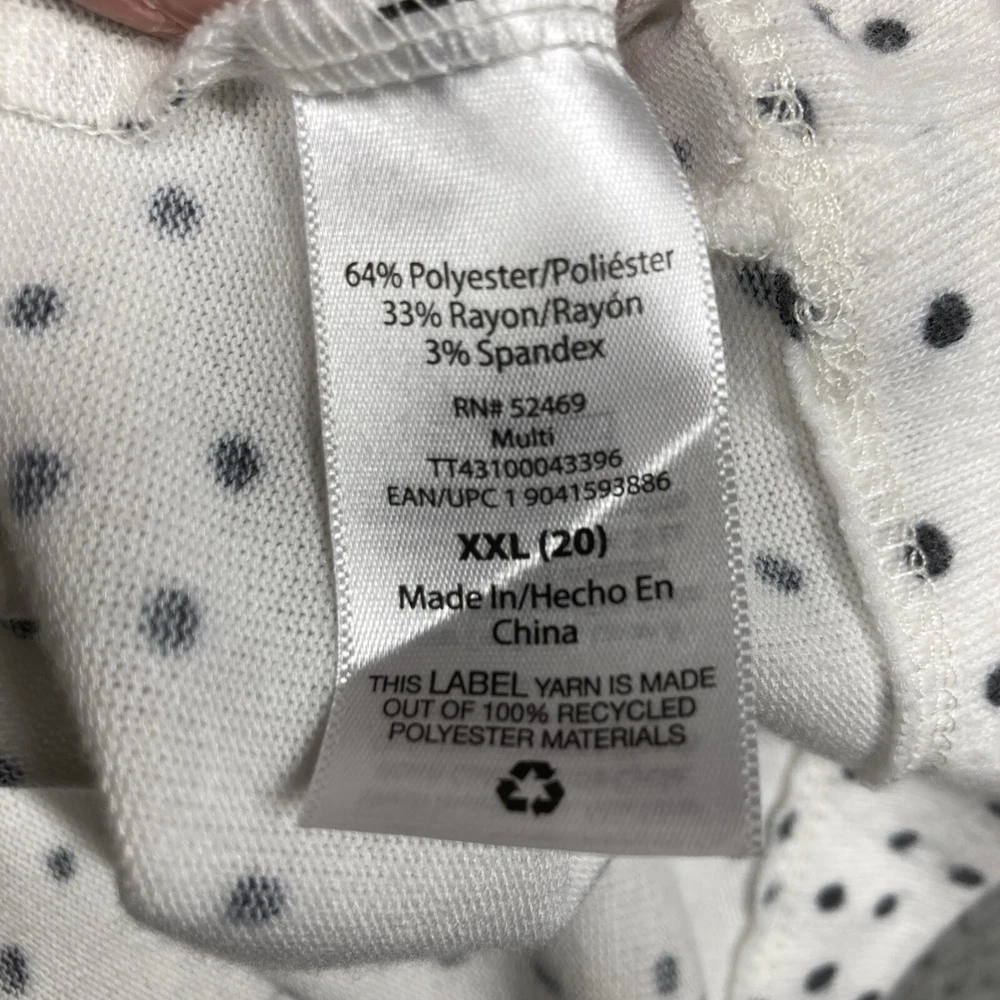 64% Polyester/Poliéster
33% Rayon/Rayón
3% Spandex
RN# 52469
Multi
TT43100043396
EAN/UPC 1 9041593886
XXL (20)
Made In/Hecho En
China
THIS LABEL YARN IS MADE
OUT OF 100% RECYCLED
POLYESTER MATERIALS